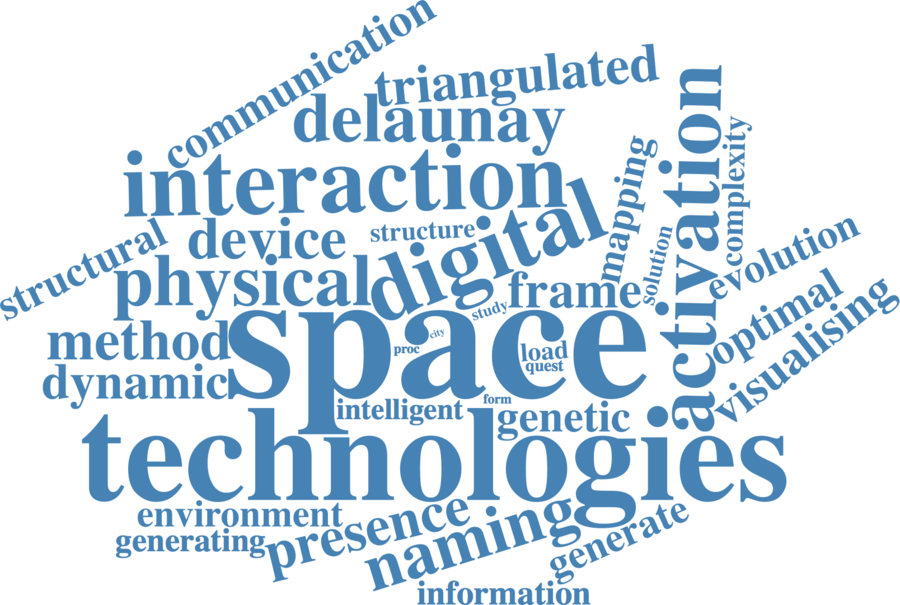 communication
triangulated
delaunay
interaction
activation
complexity
mapping
digital
structural
device
structure
solution
evolution
physical
frame
optimal
study
space
city
method
proc
load
quest
visualising
dynamic
intelligent
form
genetic
technologies
environment
presence
naming
generate
generating
information